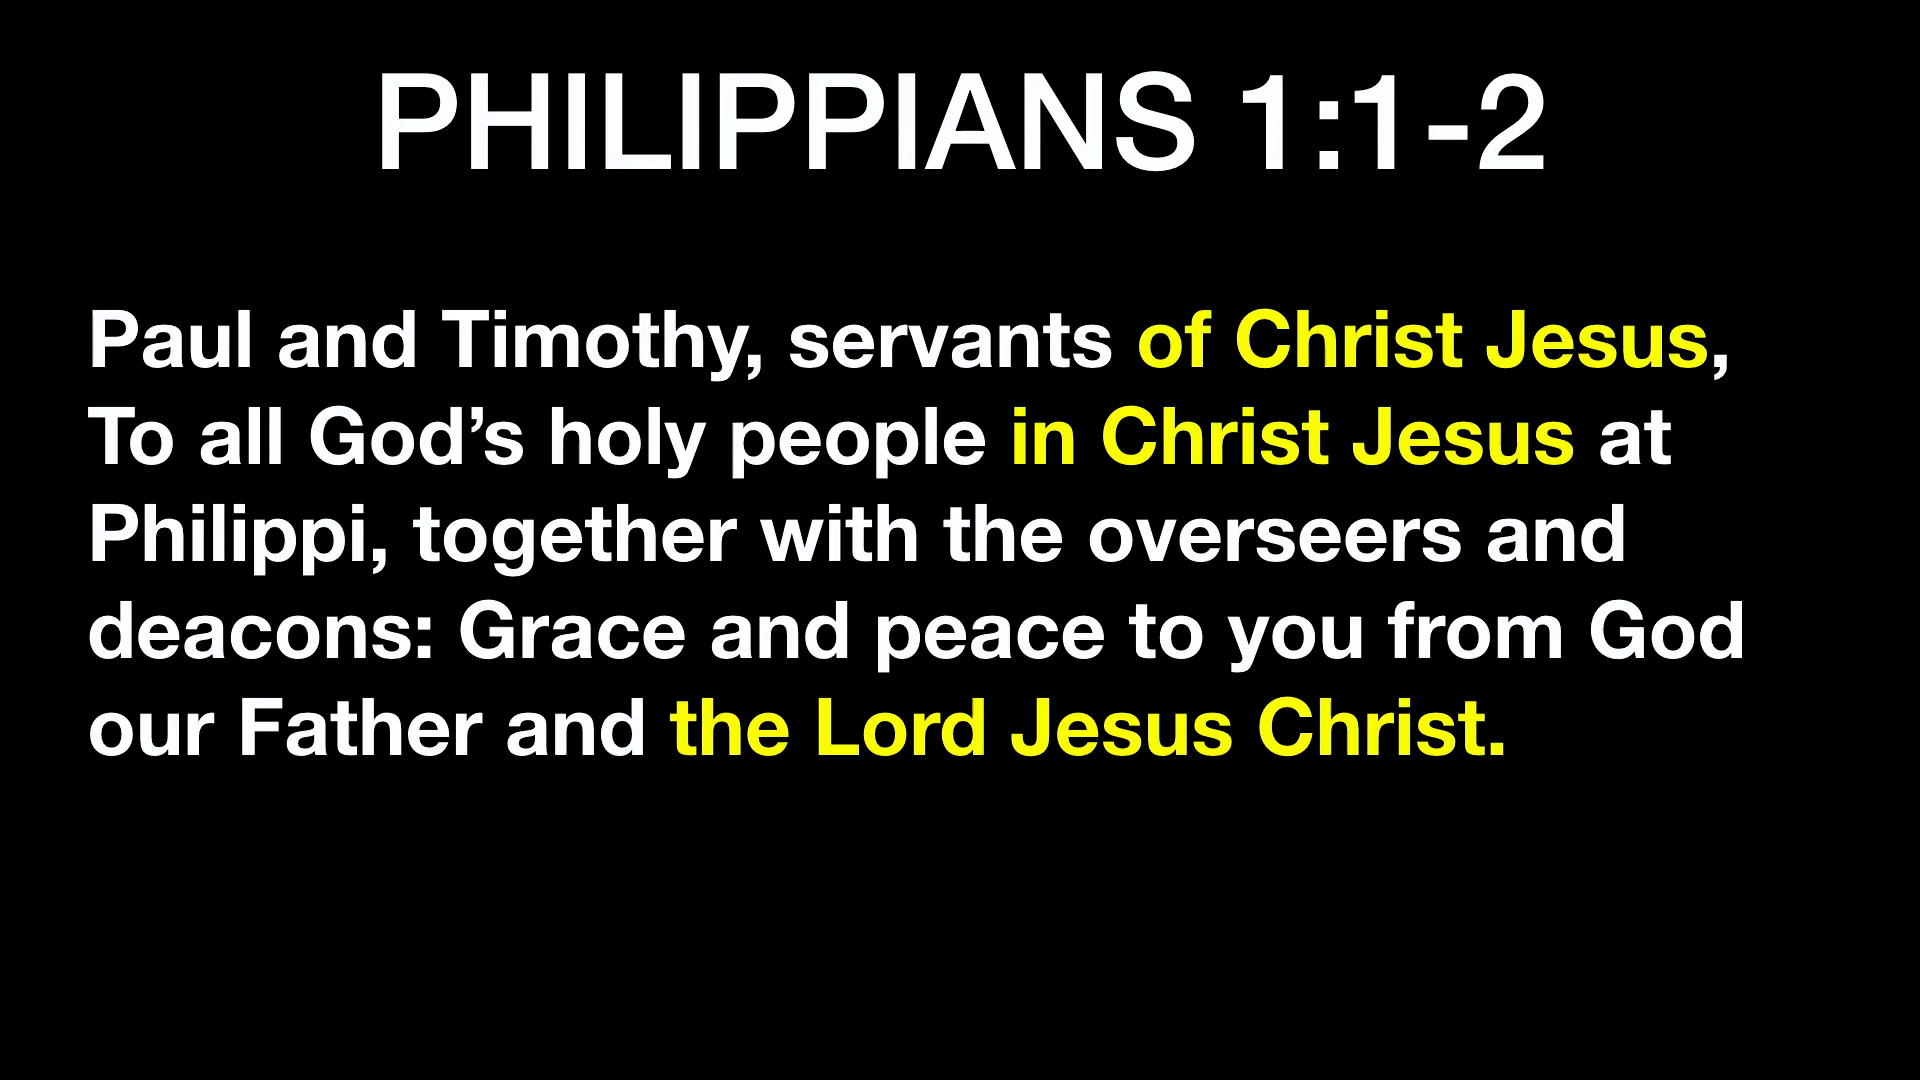 PHILIPPIANS 1:1-2
Paul and Timothy, servants of Christ Jesus,
To all God’s holy people in Christ Jesus at
Philippi, together with the overseers and
deacons: Grace and peace to you from God
our Father and the Lord Jesus Christ.